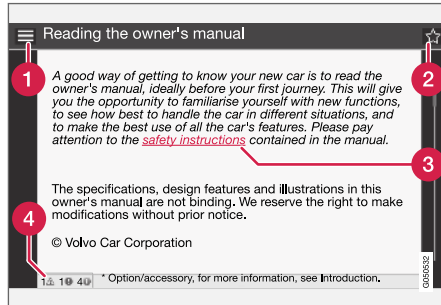 Reading the owner's manual
1
2
A good way of getting to know your new car is to read the
owner's manual, ideally before your first journey. This will give
you the opportunity to familiarise yourself with new functions,
to see how best to handle the car in different situations, and
to make the best use of all the car's features. Please pay
attention to the safety instructions contained in the manual.
3
The specifications, design features and illustrations in this
owner's manual are not binding. We reserve the right to make
modifications without prior notice.
4
© Volvo Car Corporation
1⚠ 1 4 * Option/accessory, for more information, see Introduction.
G050532